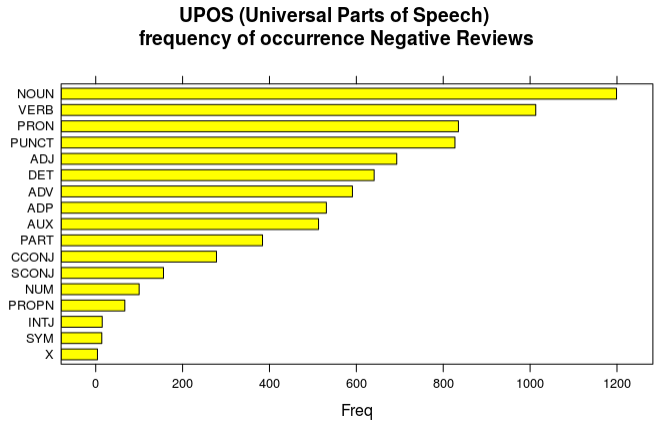 UPOS (Universal Parts of Speech)
frequency of occurrence Negative Reviews
NOUN
VERB
PRON
PUNCT
ADJ
DET
ADV
ADP
AUX
PART
CCONJ
SCONJ
NUM
PROPN
INTJ
SYM
X
0 200 400 600 800 1000 1200
Freq